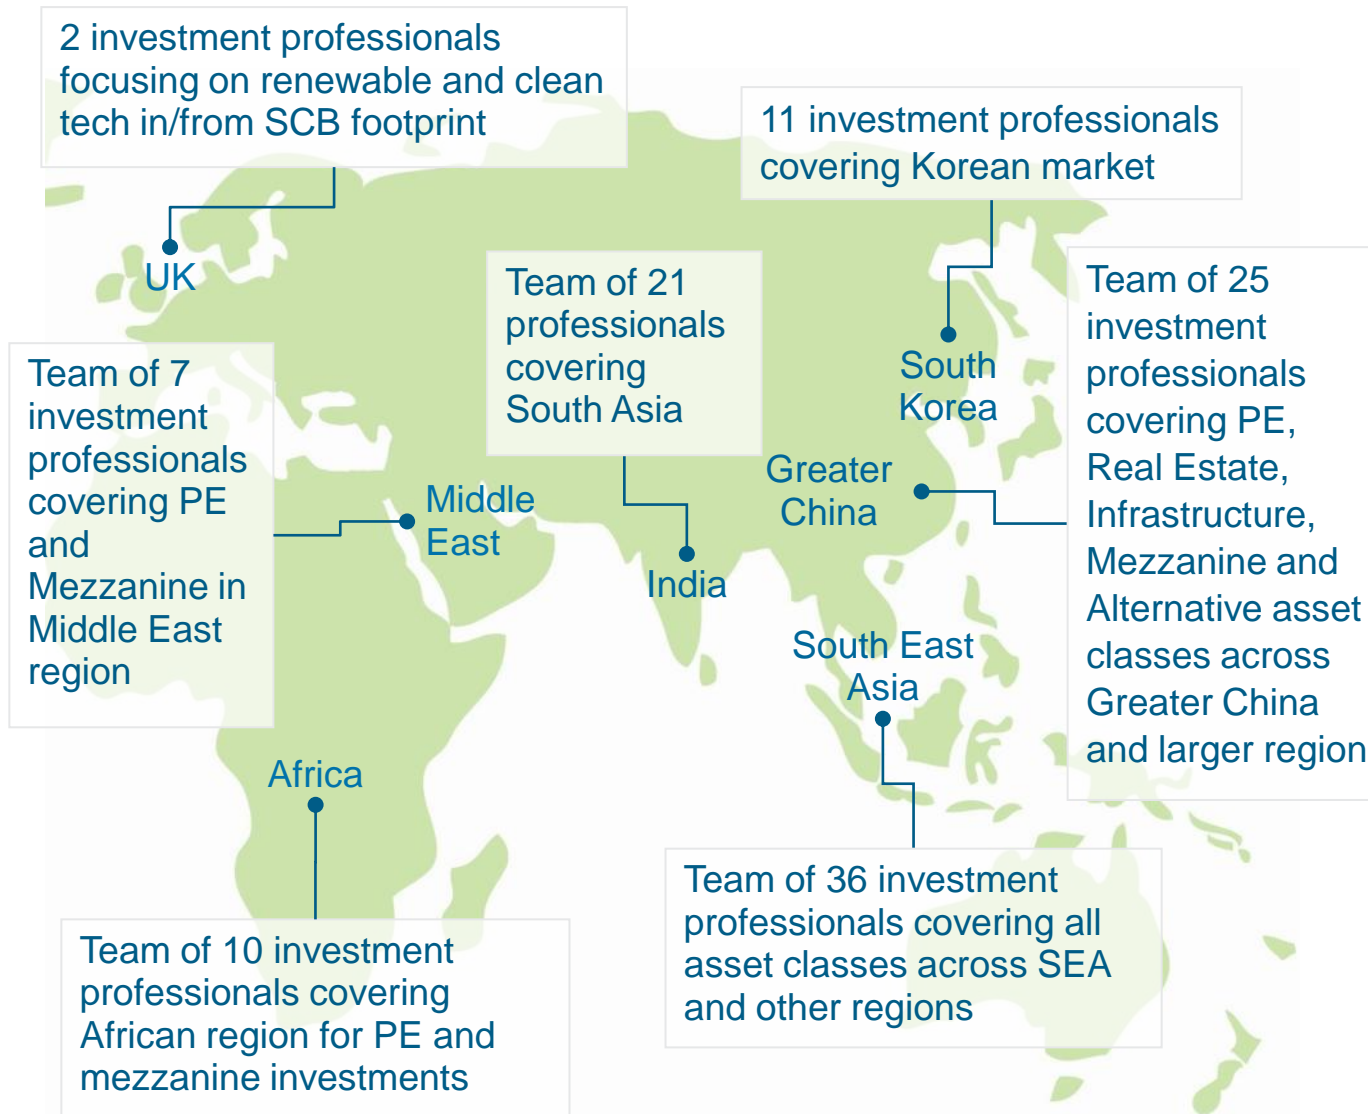 2 investment professionals
focusing on renewable and clean
tech in/from SCB footprint
11 investment professionals
covering Korean market
UK
Team of 21
professionals
covering
South Asia
Team of 25
investment
professionals
covering PE,
Real Estate,
Infrastructure,
Mezzanine and
Alternative asset
classes across
Greater China
and larger region
Team of 7
investment
professionals
covering PE
and
Mezzanine in
Middle East
region
South
Korea
Greater
China
Middle
East
India
South East
Asia
Africa
Team of 36 investment
professionals covering all
asset classes across SEA
and other regions
Team of 10 investment
professionals covering
African region for PE and
mezzanine investments